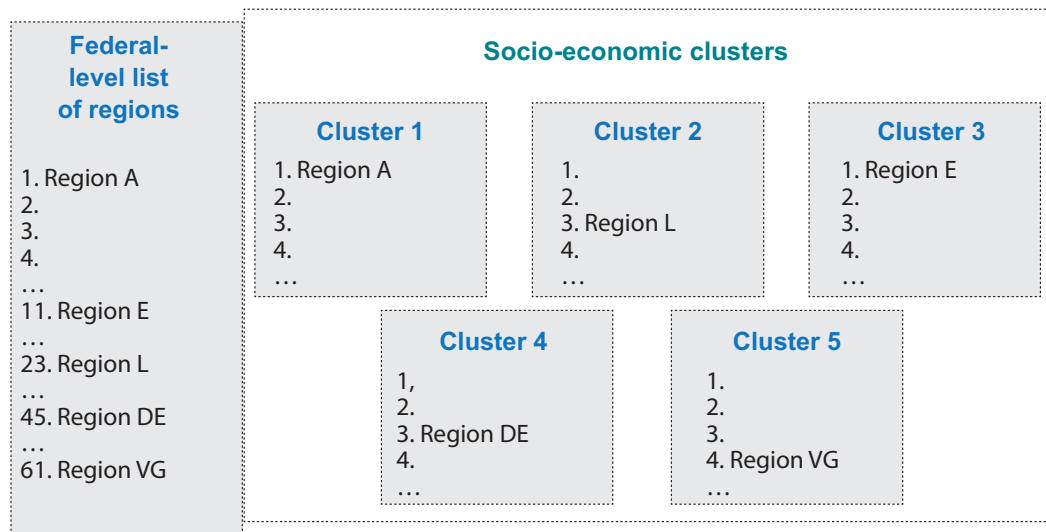 Federal-
level list
of regions
1. Region A
2.
3.
4.
…
11. Region E
…
23. Region L
…
45. Region DE
…
61. Region VG
Socio-economic clusters
Cluster 1
1. Region A
2.
3.
4.
…
Cluster 2
1.
2.
3. Region L
4.
…
Cluster 3
1. Region E
2.
3.
4.
…
Cluster 4
1,
2.
3. Region DE
4.
…
Cluster 5
1.
2.
3.
4. Region VG
…